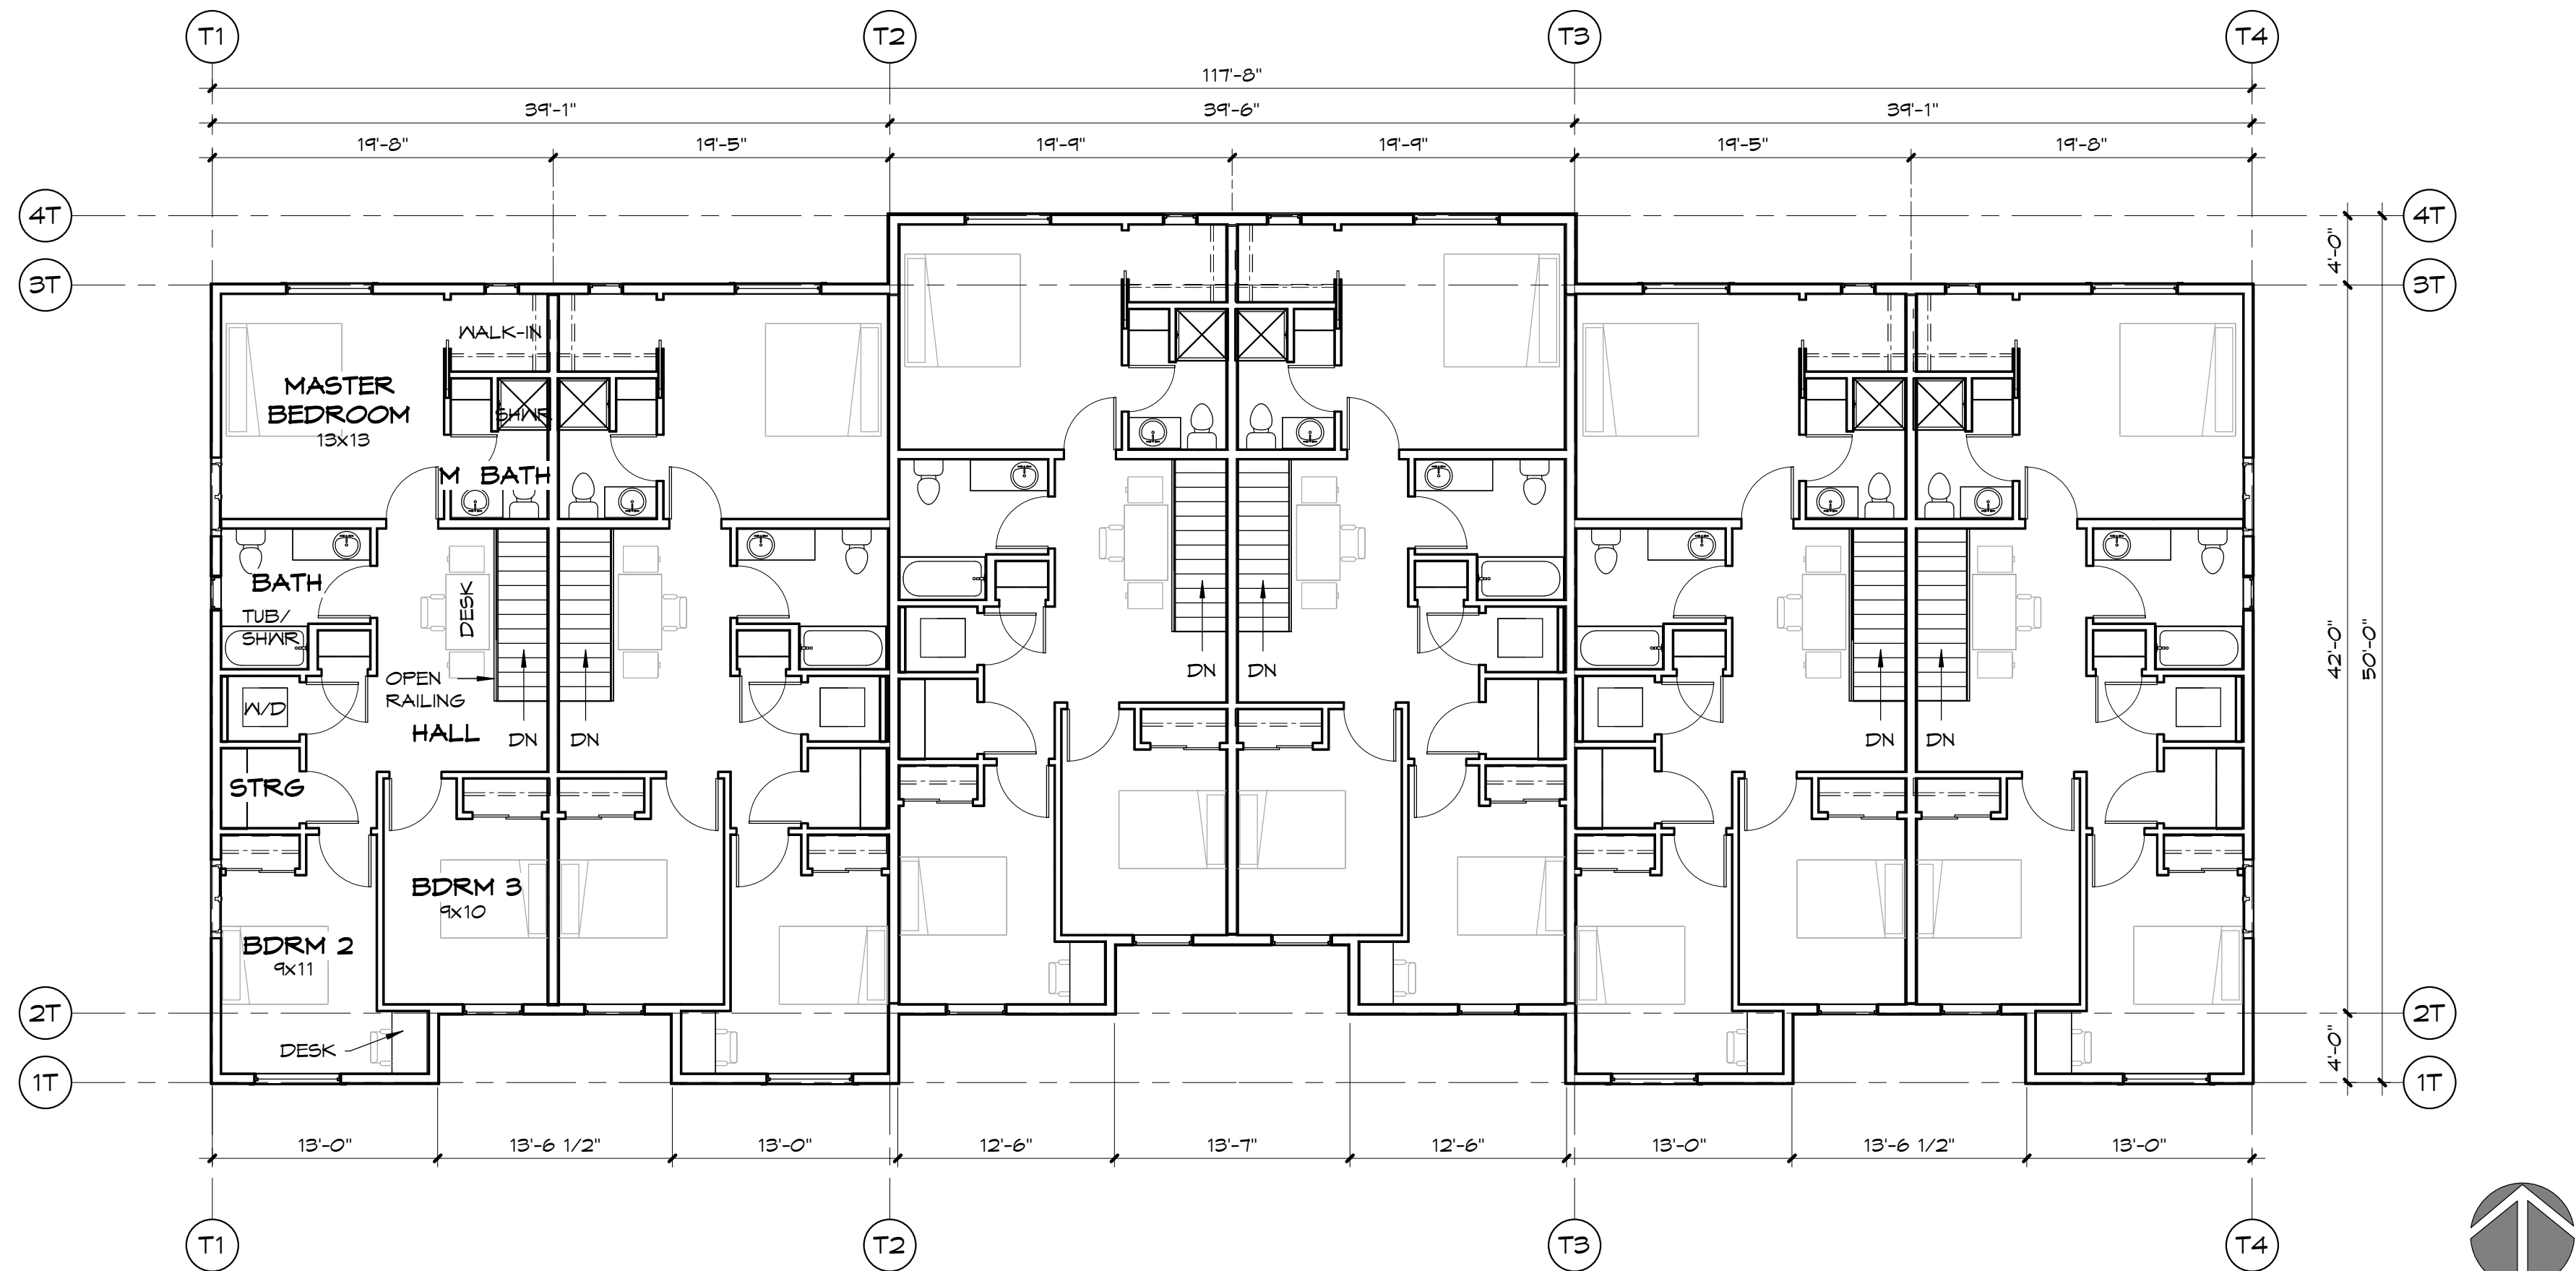 T1 T2 T3 T4
117'-8"
39'-1" 39'-6" 39'-1"
19'-8" 19'-5" 19'-9" 19'-9" 19'-5" 19'-8"
4T 4T
4'-0"
3T 3T
WALK-IN
MASTER
BEDROOM
13x13
SHWR
M BATH
BATH
DESK
TUB/
SHWR
42'-0"
50'-0"
OPEN
RAILING
DN DN
W/D
HALL
DN DN
DN DN
STRG
BDRM 3
9x10
BDRM 2
9x11
2T 2T
DESK
4'-0"
1T 1T
13'-0" 13'-6 1/2" 13'-0" 12'-6" 13'-7" 12'-6" 13'-0" 13'-6 1/2" 13'-0"
T1 T2 T3 T4